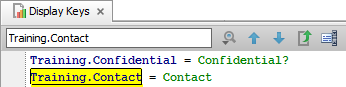 Display Keys
Training.Contact
Training.Confidential = Confidential?
Training.Contact = Contact